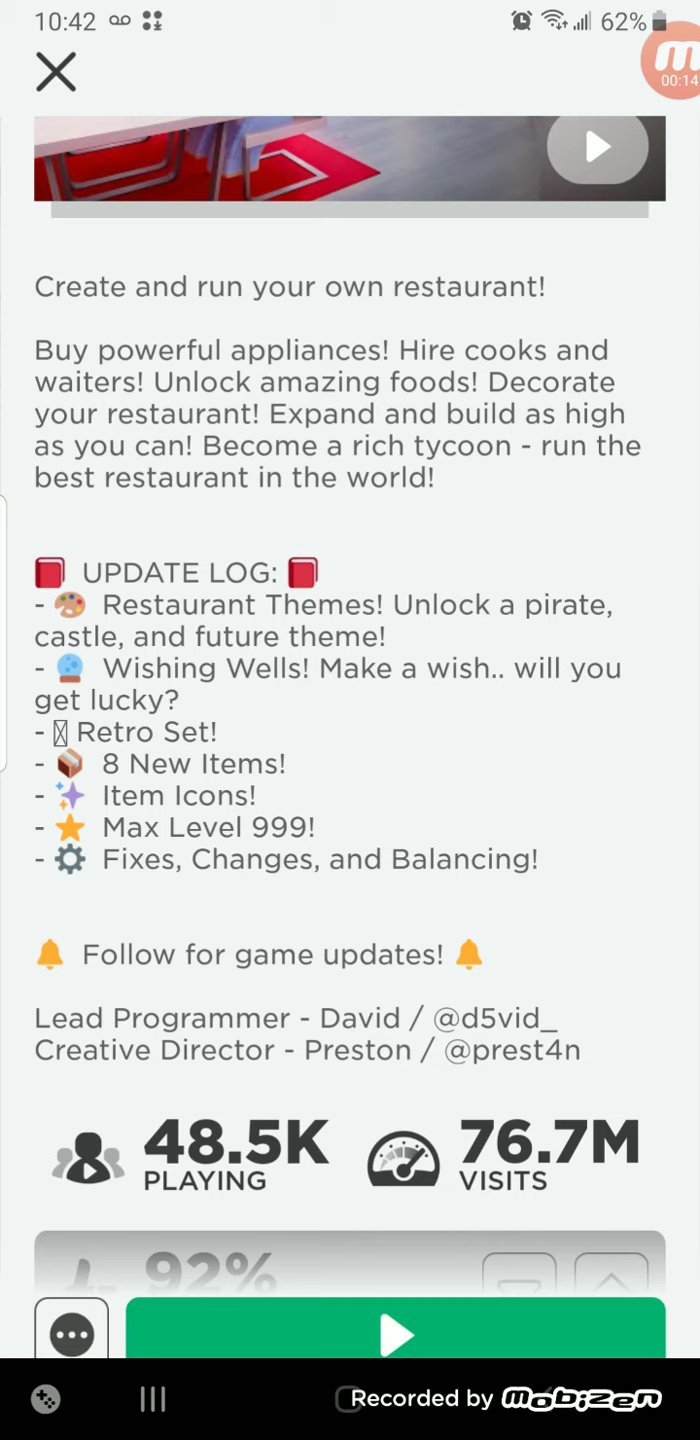 10:42 62%
00:14
Create and run your own restaurant!
Buy powerful appliances! Hire cooks and
waiters! Unlock amazing foods! Decorate
your restaurant! Expand and build as high
as you can! Become a rich tycoon - run the
best restaurant in the world!
📕 UPDATE LOG: 📕
- 🎨 Restaurant Themes! Unlock a pirate,
castle, and future theme!
- 🔮 Wishing Wells! Make a wish.. will you
get lucky?
- Retro Set!
- 📦 8 New Items!
- ✨ Item Icons!
- ⭐ Max Level 999!
- ⚙️ Fixes, Changes, and Balancing!
🔔 Follow for game updates! 🔔
Lead Programmer - David / @d5vid_
Creative Director - Preston / @prest4n
48.5K 76.7M
PLAYING VISITS
92%
Recorded by mobizen